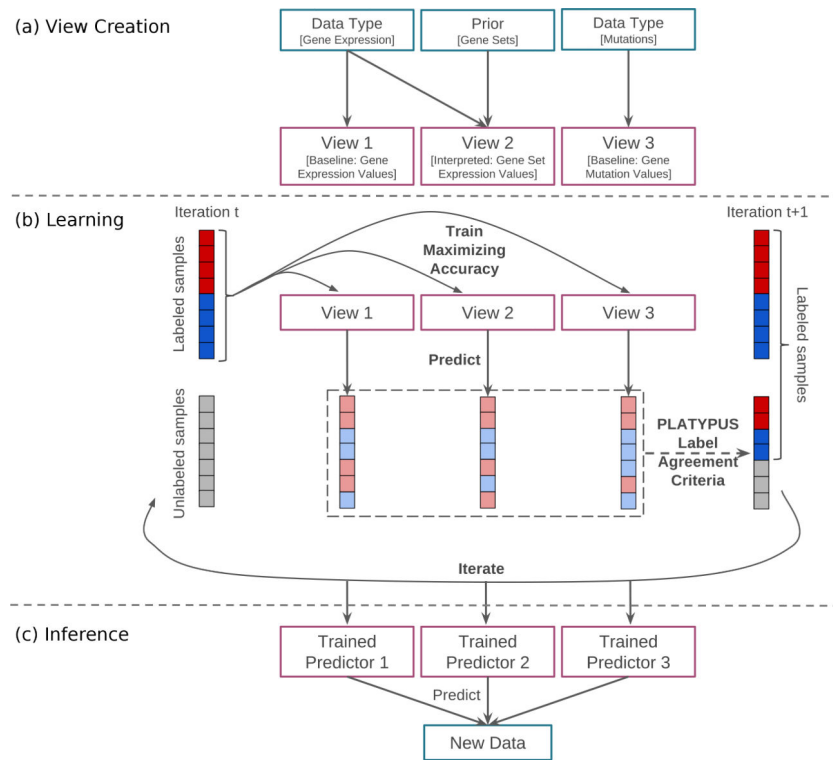 (a) View Creation
Data Type
[Gene Expression]
Prior
[Gene Sets]
Data Type
[Mutations]
View 1
[Baseline: Gene
Expression Values]
View 2
[Interpreted: Gene Set
Expression Values]
View 3
[Baseline: Gene
Mutation Values]
(b) Learning
Iteration t
Iteration t+1
Labeled samples
Train
Maximizing
Accuracy
Labeled samples
View 1
View 2
View 3
Predict
Unlabeled samples
PLATYPUS
Label
Agreement
Criteria
Iterate
(c) Inference
Trained
Predictor 1
Trained
Predictor 2
Trained
Predictor 3
Predict
New Data